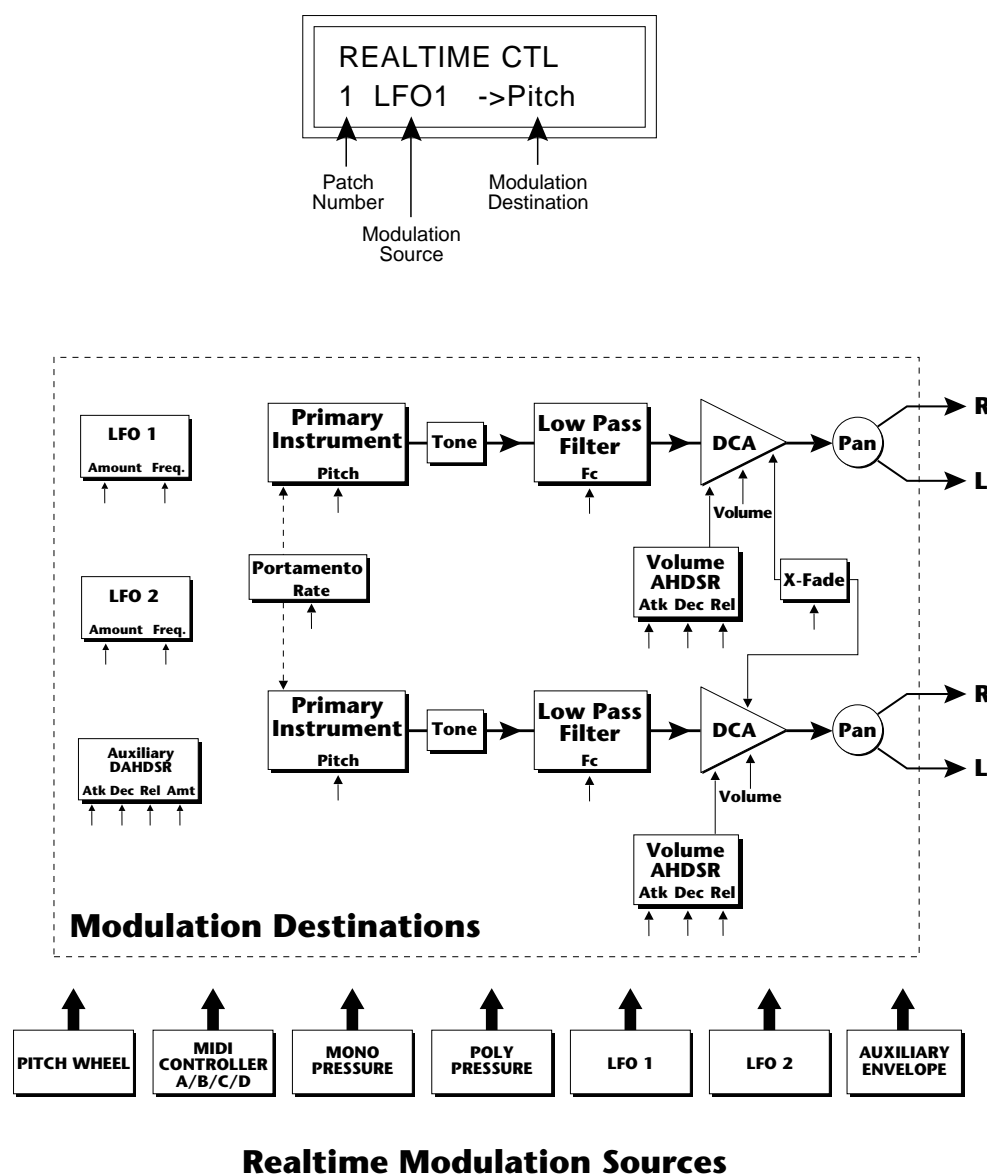 REALTIME CTL
1 LFO1 ->Pitch
Patch
Number
Modulation
Source
Modulation
Destination
LFO 1
Amount Freq.
Primary
Instrument
Pitch
Tone
Low Pass
Filter
Fc
DCA
Volume
Pan
R
L
Portamento
Rate
Volume
AHDSR
Atk Dec Rel
X-Fade
LFO 2
Amount Freq.
Primary
Instrument
Pitch
Tone
Low Pass
Filter
Fc
DCA
Volume
Pan
R
L
Auxiliary
DAHDSR
Atk Dec Rel Amt
Volume
AHDSR
Atk Dec Rel
Modulation Destinations
PITCH WHEEL
MIDI
CONTROLLER
A/B/C/D
MONO
PRESSURE
POLY
PRESSURE
LFO 1
LFO 2
AUXILIARY
ENVELOPE
Realtime Modulation Sources